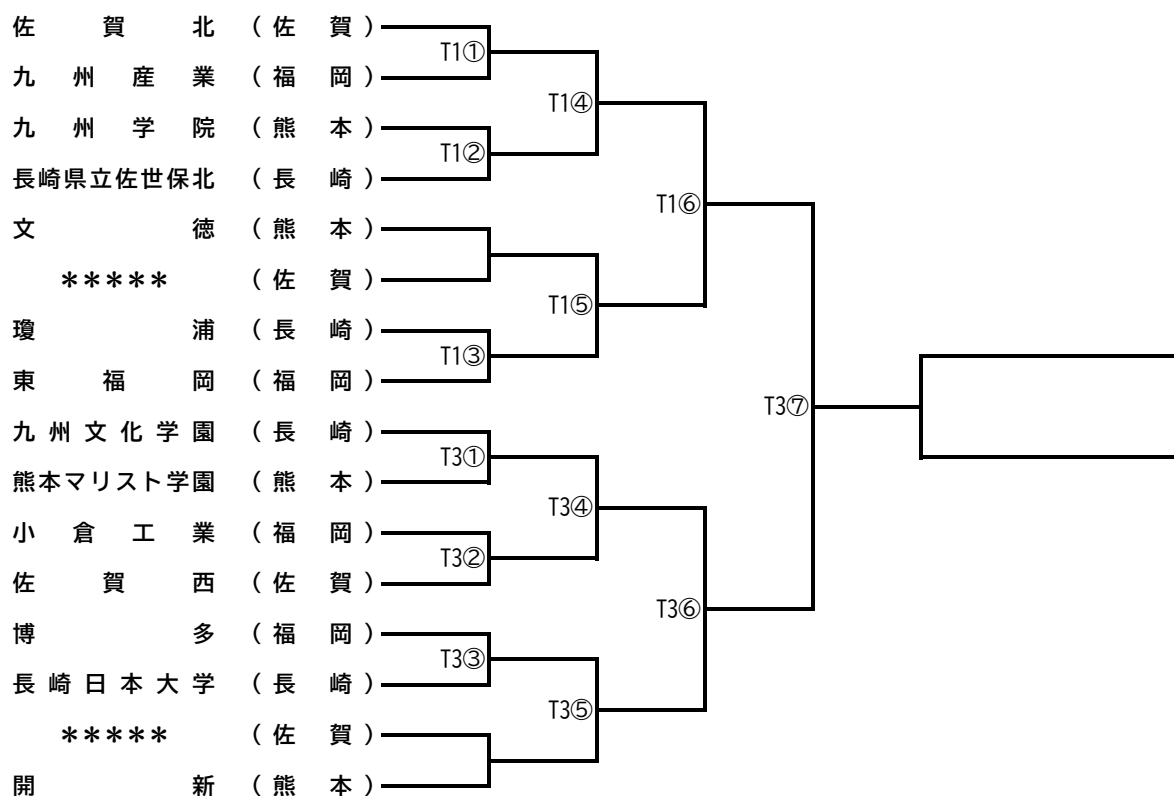 佐賀北（佐賀）
T1①
九州産業（福岡）
T1④
九州学院（熊本）
T1②
長崎県立佐世保北（長崎）
T1⑥
文徳（熊本）
*****（佐賀）
T1⑤
瓊浦（長崎）
T1③
東福岡（福岡）
T3⑦
九州文化学園（長崎）
T3①
熊本マリスト学園（熊本）
T3④
小倉工業（福岡）
T3②
佐賀西（佐賀）
T3⑥
博多（福岡）
T3③
長崎日本大学（長崎）
T3⑤
*****（佐賀）
開新（熊本）